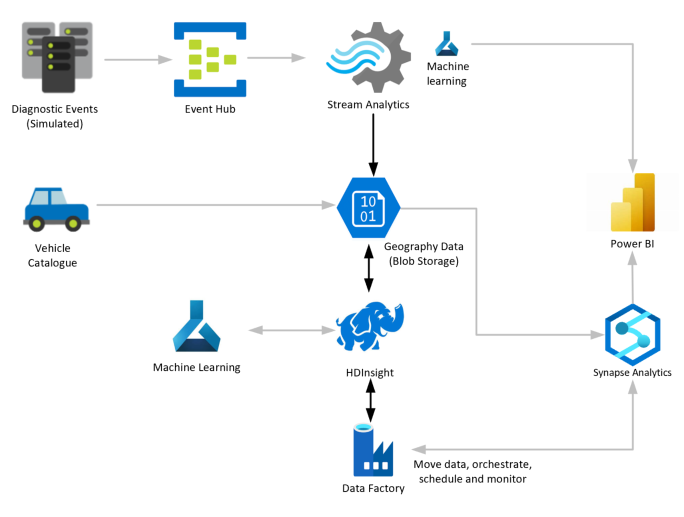 Machine
learning
Diagnostic Events
(Simulated)
Event Hub
Stream Analytics
10
01
Vehicle
Catalogue
Geography Data
(Blob Storage)
Power BI
Machine Learning
HDInsight
Synapse Analytics
Move data, orchestrate,
schedule and monitor
Data Factory